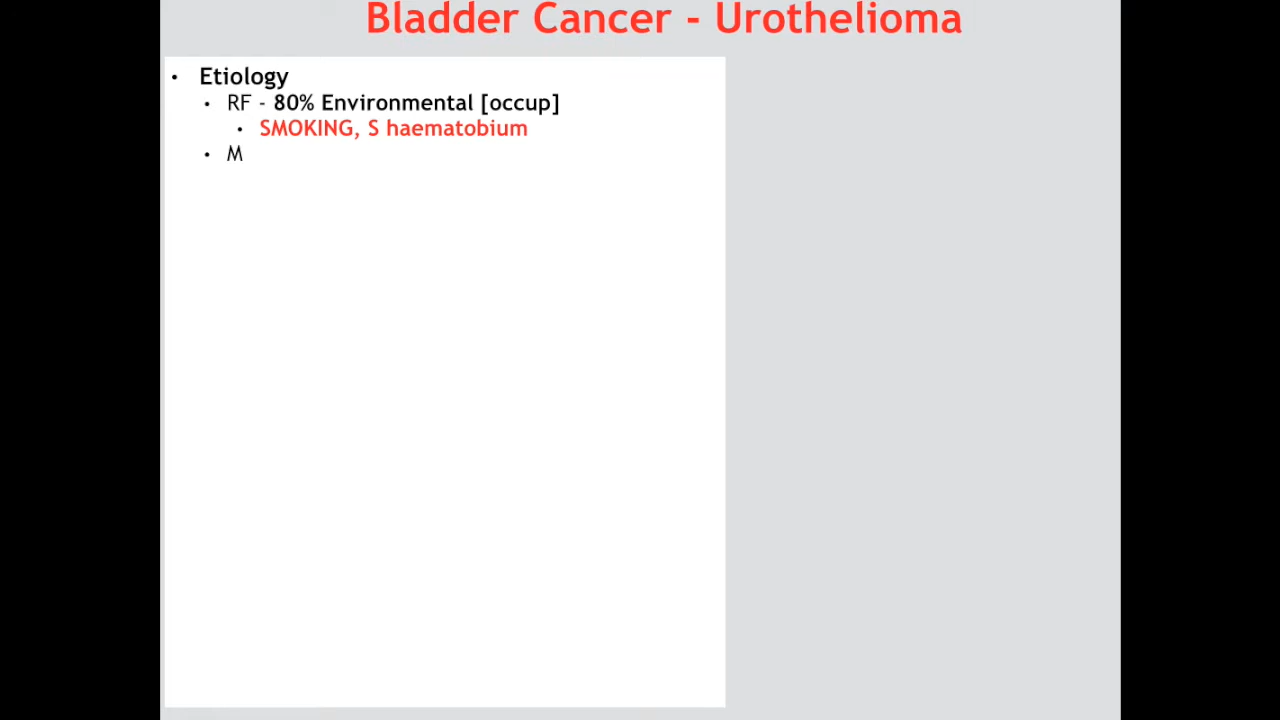 Bladder Cancer - Urothelioma
• Etiology
• RF - 80% Environmental [occup]
• SMOKING, S haematobium
• M